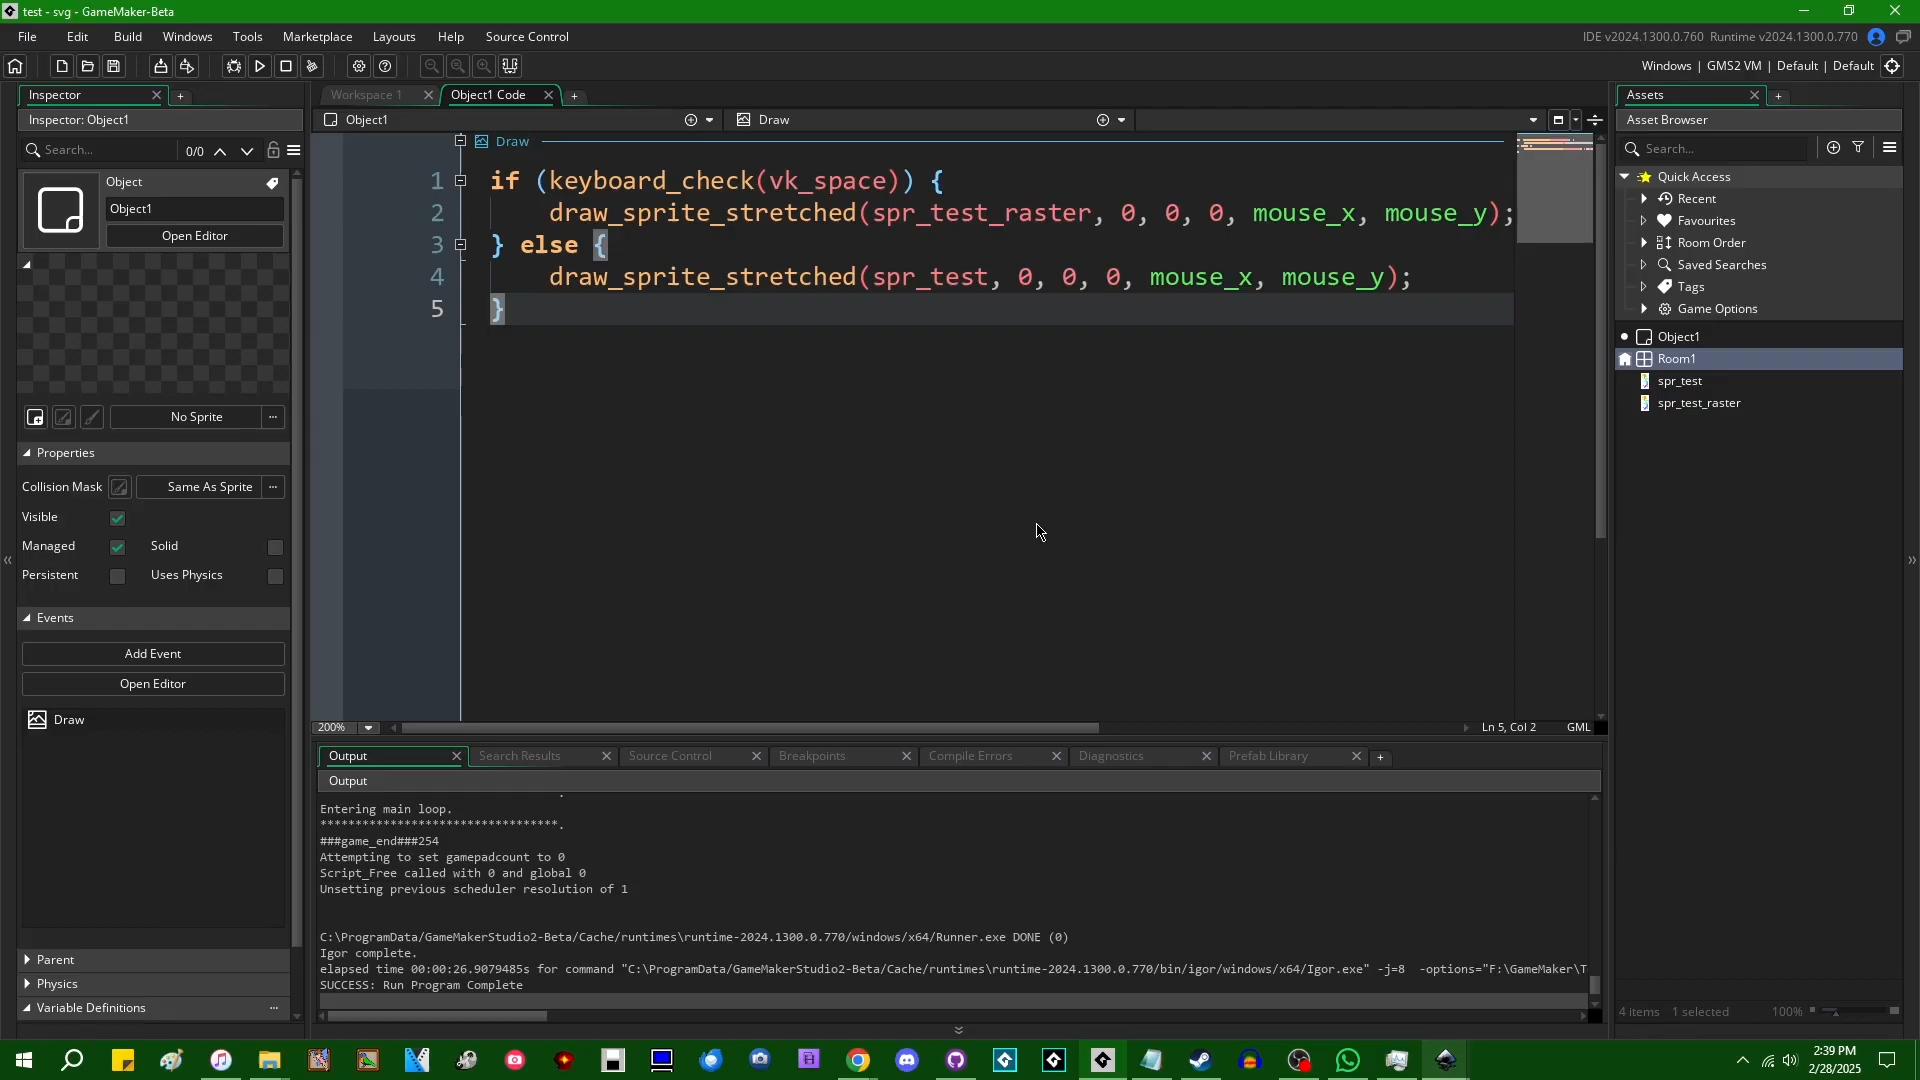 test - svg - GameMaker-Beta
File Edit Build Windows Tools Marketplace Layouts Help Source Control
IDE v2024.1300.0.760 Runtime v2024.1300.0.770
Windows | GMS2 VM | Default | Default
Inspector
Inspector: Object1
Search...
0/0
Object
Object1
Open Editor
No Sprite
...
Properties
Collision Mask
Same As Sprite
...
Visible
Managed
Solid
Persistent
Uses Physics
Events
Add Event
Open Editor
Draw
Parent
Physics
Variable Definitions
...
Workspace 1
Object1 Code
Object1
Draw
Draw
1 if (keyboard_check(vk_space)) {
2 draw_sprite_stretched(spr_test_raster, 0, 0, 0, mouse_x, mouse_y);
3 } else {
4 draw_sprite_stretched(spr_test, 0, 0, 0, mouse_x, mouse_y);
5 }
200%
Ln 5, Col 2
GML
Output
Search Results
Source Control
Breakpoints
Compile Errors
Diagnostics
Prefab Library
Output
Entering main loop.
**********************************.
###game_end###254
Attempting to set gamepadcount to 0
Script_Free called with 0 and global 0
Unsetting previous scheduler resolution of 1
C:\ProgramData/GameMakerStudio2-Beta/Cache/runtimes\runtime-2024.1300.0.770/windows/x64/Runner.exe DONE (0)
Igor complete.
elapsed time 00:00:26.9079485s for command "C:\ProgramData/GameMakerStudio2-Beta/Cache/runtimes\runtime-2024.1300.0.770/bin/igor/windows/x64/Igor.exe" -j=8 -options="F:\GameMaker\T
SUCCESS: Run Program Complete
Assets
Asset Browser
Search...
Quick Access
Recent
Favourites
Room Order
Saved Searches
Tags
Game Options
Object1
Room1
spr_test
spr_test_raster
4 items 1 selected 100%
2:39 PM
2/28/2025